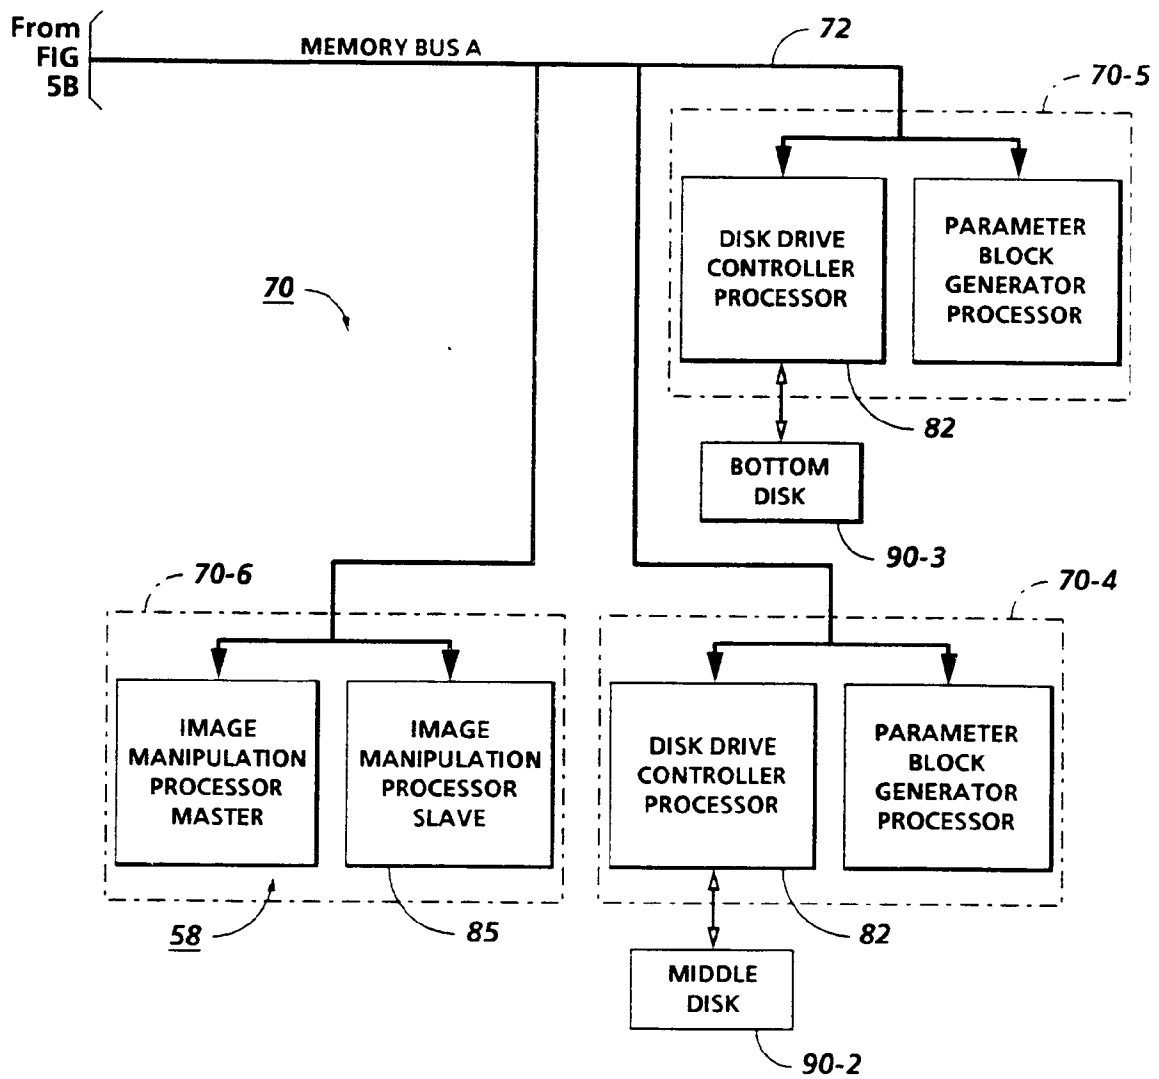 From
FIG
5B
MEMORY BUS A
72
70-5
DISK DRIVE
CONTROLLER
PROCESSOR
PARAMETER
BLOCK
GENERATOR
PROCESSOR
70
82
BOTTOM
DISK
90-3
70-6
70-4
IMAGE
MANIPULATION
PROCESSOR
MASTER
IMAGE
MANIPULATION
PROCESSOR
SLAVE
DISK DRIVE
CONTROLLER
PROCESSOR
PARAMETER
BLOCK
GENERATOR
PROCESSOR
58
85
82
MIDDLE
DISK
90-2